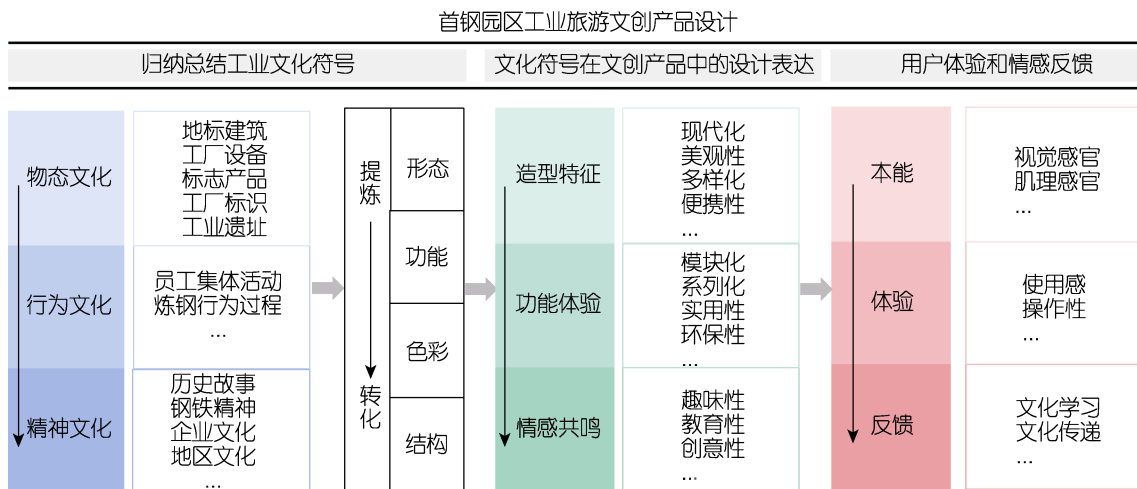 首钢园区工业旅游文创产品设计
归纳总结工业文化符号
文化符号在文创产品中的设计表达
用户体验和情感反馈
物态文化
地标建筑
工厂设备
标志产品
工厂标识
工业遗址
行为文化
员工集体活动
炼钢行为过程
...
精神文化
历史故事
钢铁精神
企业文化
地区文化
...
提炼
转化
形态
功能
色彩
结构
造型特征
现代化
美观性
多样化
便携性
...
功能体验
模块化
系列化
实用性
环保性
...
情感共鸣
趣味性
教育性
创意性
...
本能
视觉感官
肌理感官
...
体验
使用感
操作性
...
反馈
文化学习
文化传递
...